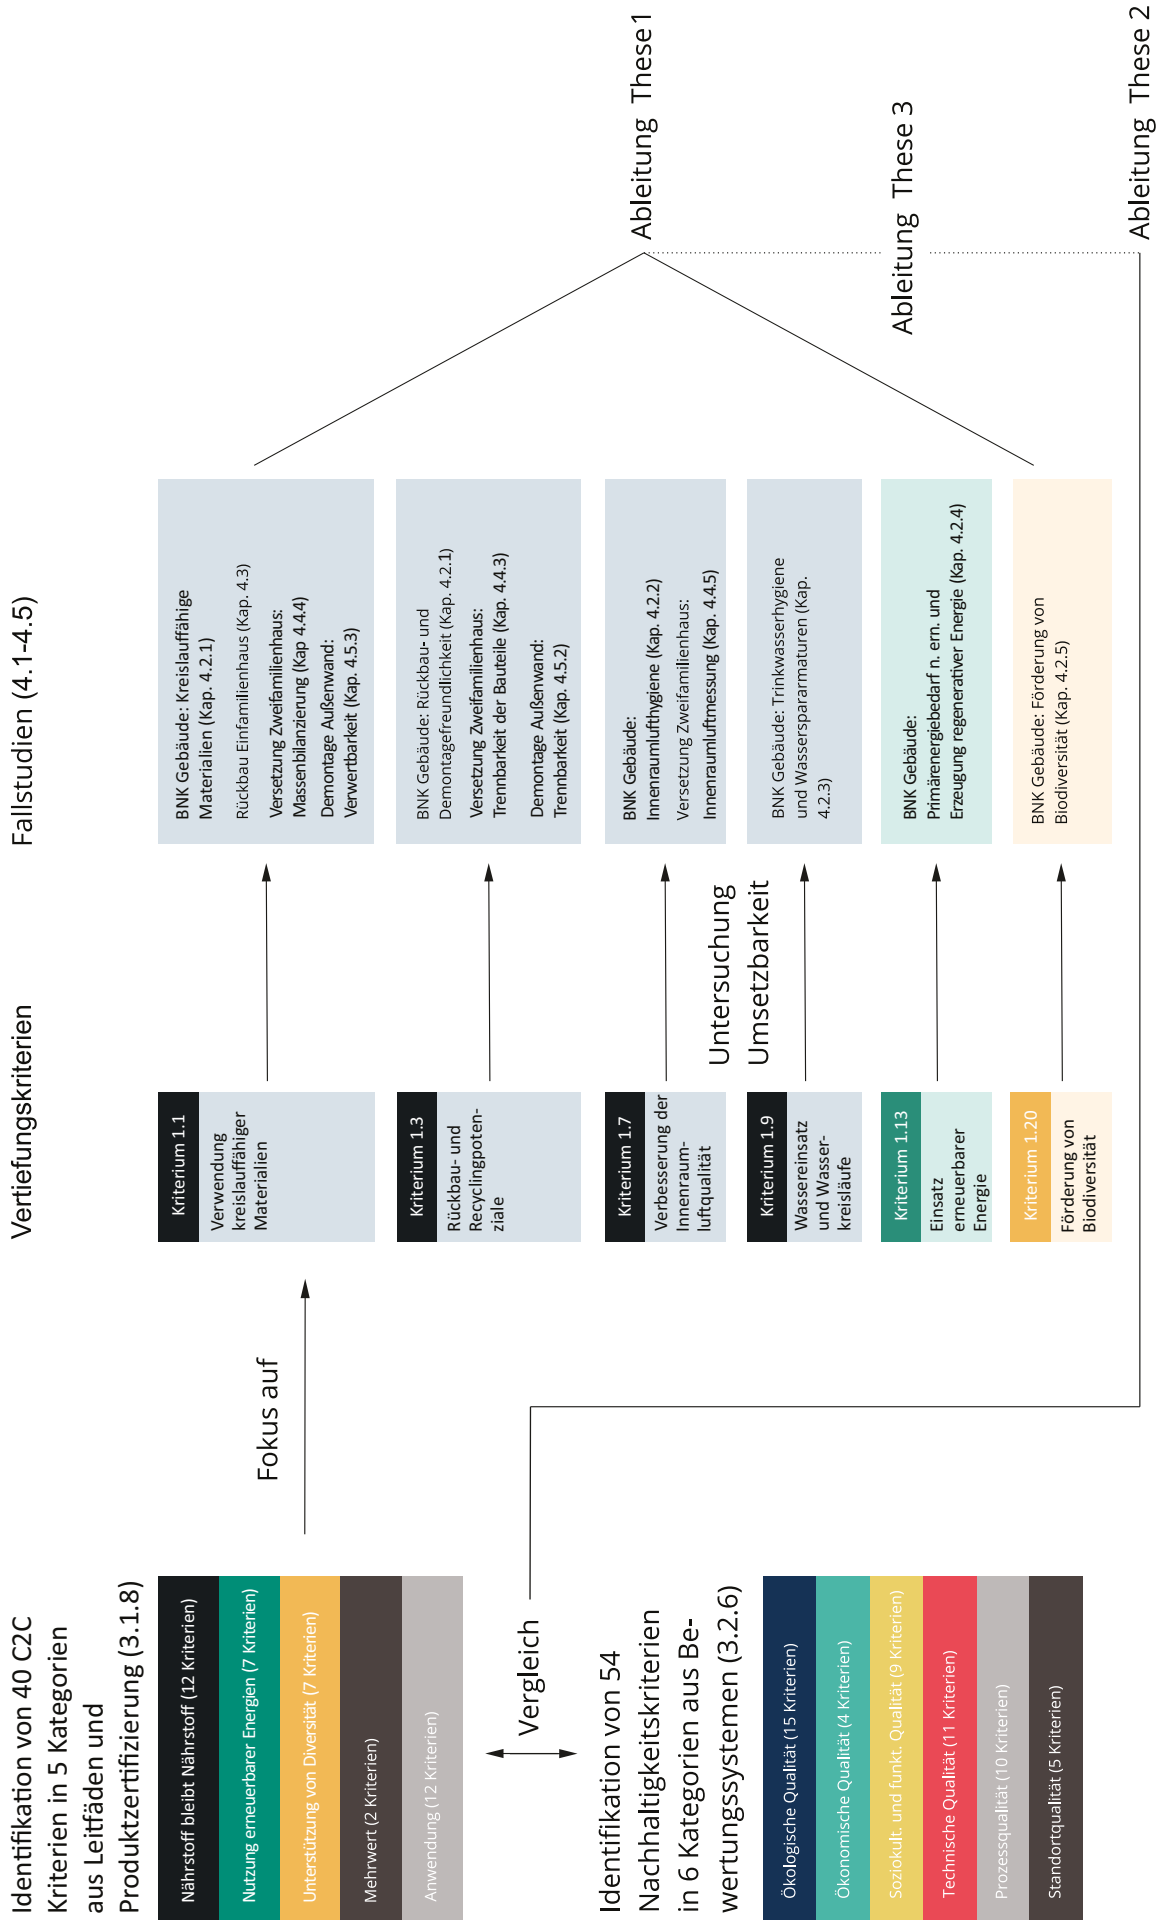 Identifikation von 40 C2C
Kriterien in 5 Kategorien
aus Leitfäden und
Produktzertifizierung (3.1.8)
Nährstoff bleibt Nährstoff (12 Kriterien)
Nutzung erneuerbarer Energien (7 Kriterien)
Unterstützung von Diversität (7 Kriterien)
Mehrwert (2 Kriterien)
Anwendung (12 Kriterien)
Vergleich
Identifikation von 54
Nachhaltigkeitskriterien
in 6 Kategorien aus Be-
wertungssystemen (3.2.6)
Ökologische Qualität (15 Kriterien)
Ökonomische Qualität (4 Kriterien)
Soziokult. und funkt. Qualität (9 Kriterien)
Technische Qualität (11 Kriterien)
Prozessqualität (10 Kriterien)
Standortqualität (5 Kriterien)
Fokus auf
Vertiefungskriterien
Kriterium 1.1
Verwendung
kreislauffähiger
Materialien
Kriterium 1.3
Rückbau- und
Recyclingpoten-
ziale
Kriterium 1.7
Verbesserung der
Innenraum-
luftqualität
Kriterium 1.9
Wassereinsatz
und Wasser-
kreisläufe
Kriterium 1.13
Einsatz
erneuerbarer
Energie
Kriterium 1.20
Förderung von
Biodiversität
Untersuchung
Umsetzbarkeit
Fallstudien (4.1-4.5)
BNK Gebäude: Kreislauffähige
Materialien (Kap. 4.2.1)
Rückbau Einfamilienhaus (Kap. 4.3)
Versetzung Zweifamilienhaus:
Massenbilanzierung (Kap 4.4.4)
Demontage Außenwand:
Verwertbarkeit (Kap. 4.5.3)
BNK Gebäude: Rückbau- und
Demontagefreundlichkeit (Kap. 4.2.1)
Versetzung Zweifamilienhaus:
Trennbarkeit der Bauteile (Kap. 4.4.3)
Demontage Außenwand:
Trennbarkeit (Kap. 4.5.2)
BNK Gebäude:
Innenraumlufthygiene (Kap. 4.2.2)
Versetzung Zweifamilienhaus:
Innenraumluftmessung (Kap. 4.4.5)
BNK Gebäude: Trinkwasserhygiene
und Wasserspararmaturen (Kap.
4.2.3)
BNK Gebäude:
Primärenergiebedarf n. ern. und
Erzeugung regenerativer Energie (Kap. 4.2.4)
BNK Gebäude: Förderung von
Biodiversität (Kap. 4.2.5)
Ableitung These1
Ableitung These 3
Ableitung These 2